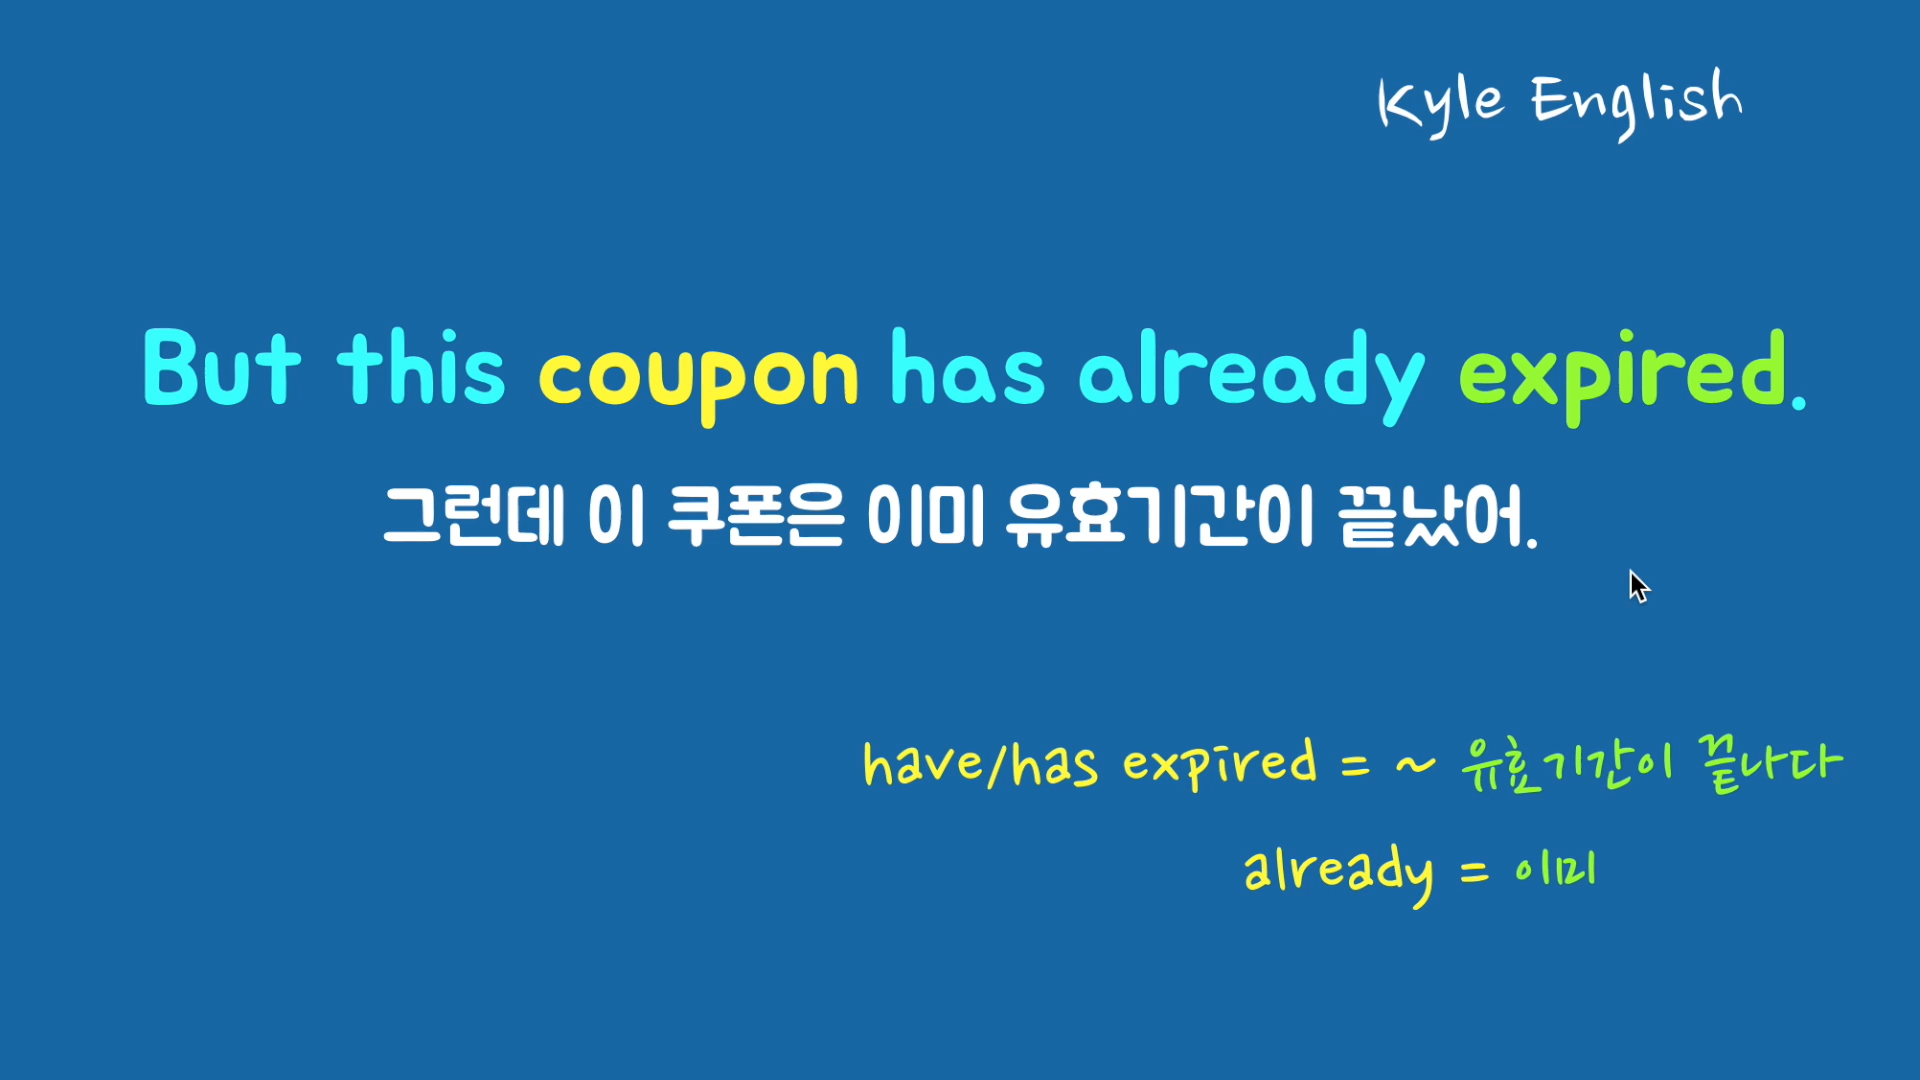 Kyle English
But this coupon has already expired.
그런데 이 쿠폰은 이미 유효기간이 끝났어.
have/has expired = ~ 유효기간이 끝나다
already = 이미